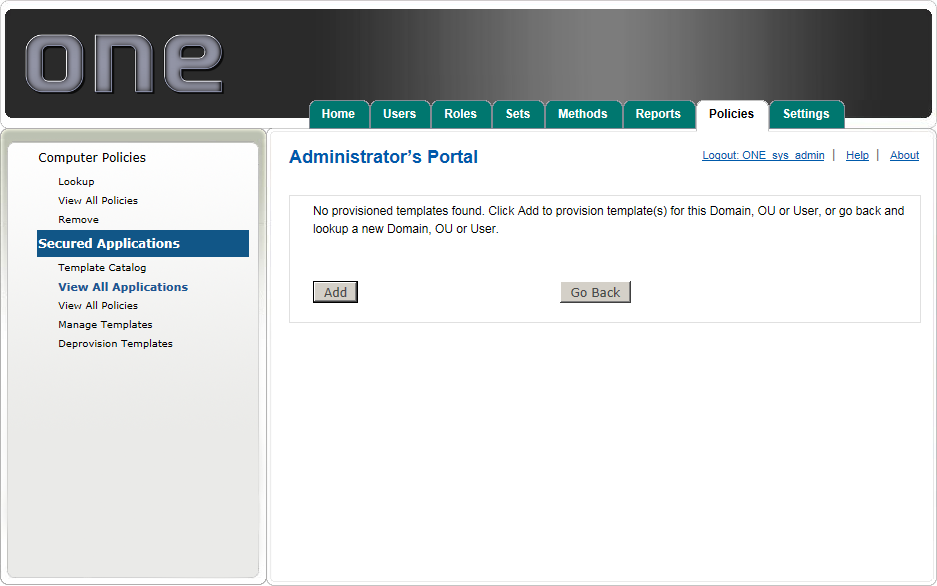 one
Home Users Roles Sets Methods Reports Policies Settings
Computer Policies
Lookup
View All Policies
Remove
Secured Applications
Template Catalog
View All Applications
View All Policies
Manage Templates
Deprovision Templates
Administrator's Portal
Logout: ONE_sys_admin | Help | About
No provisioned templates found. Click Add to provision template(s) for this Domain, OU or User, or go back and
lookup a new Domain, OU or User.
Add Go Back